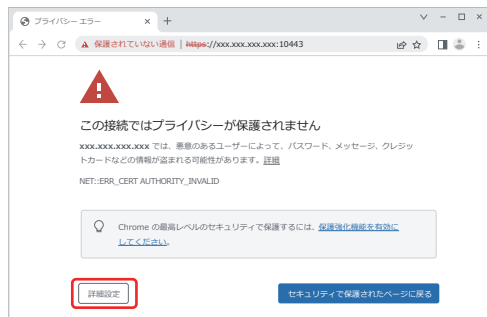 プライバシー エラー
保護されていない通信 | https://xxx.xxx.xxx.xxx:10443
この接続ではプライバシーが保護されません
xxx.xxx.xxx.xxx では、悪意のあるユーザーによって、パスワード、メッセージ、クレジッ
トカードなどの情報が盗まれる可能性があります。詳細
NET::ERR_CERT AUTHORITY_INVALID
Chrome の最高レベルのセキュリティで保護するには、保護強化機能を有効に
してください。
詳細設定
セキュリティで保護されたページに戻る